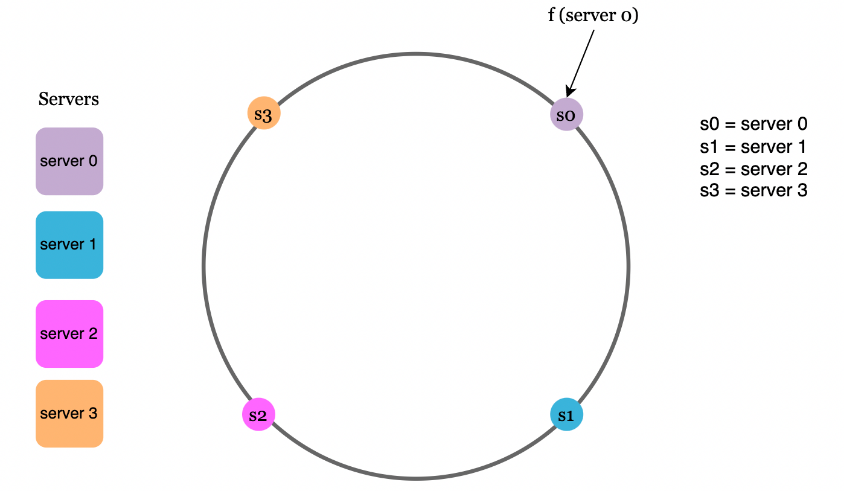 f (server 0)
Servers
server 0
server 1
server 2
server 3
s3
s0
s2
s1
s0 = server 0
s1 = server 1
s2 = server 2
s3 = server 3